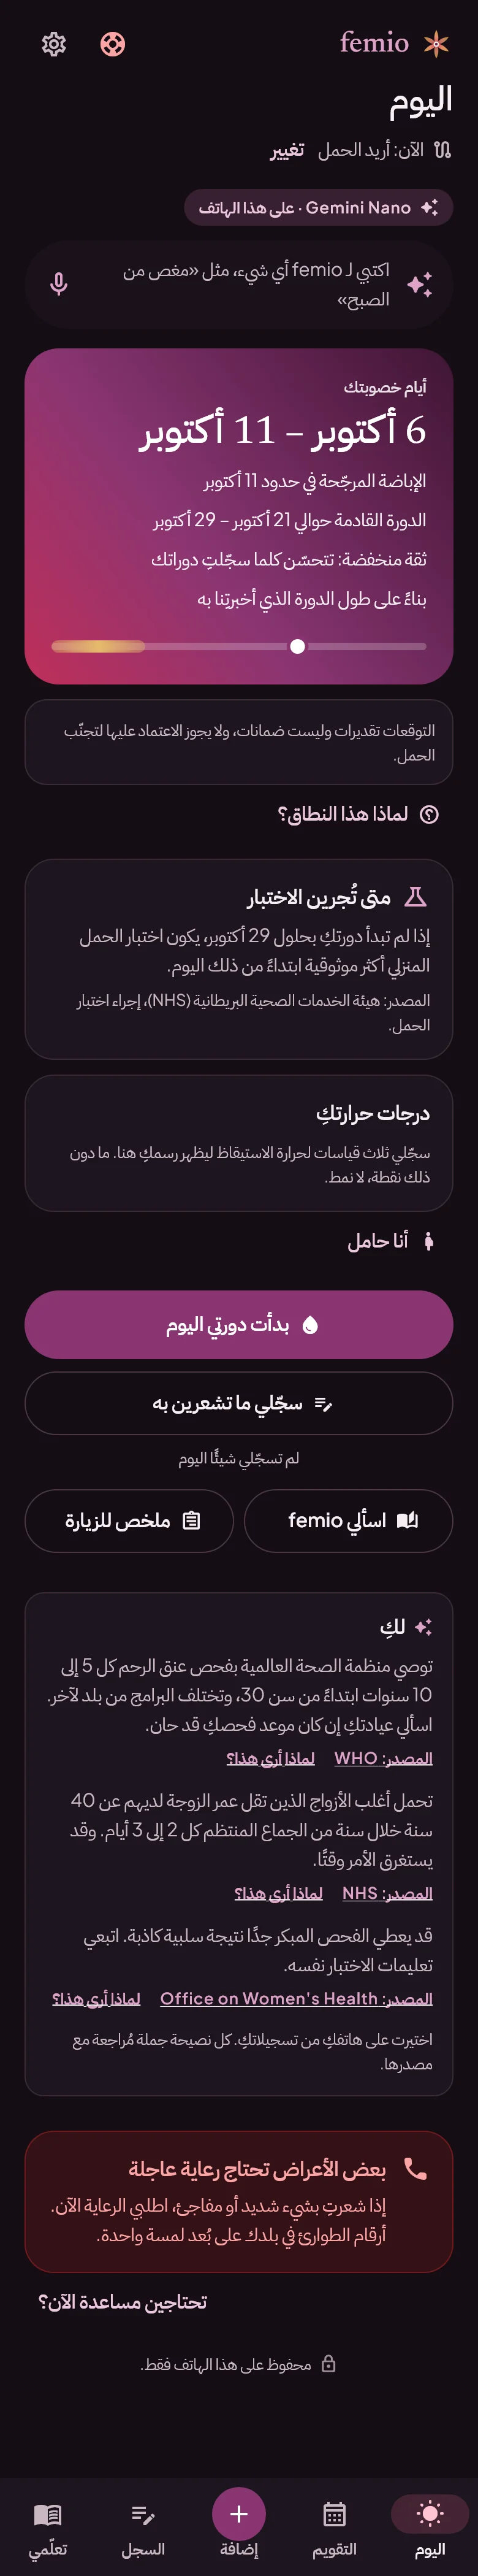 femio
اليوم
الآن: أريد الحمل تغيير
Gemini Nano · على هذا الهاتف
اكتبي لـ femio أي شيء، مثل «مغص من
الصبح»
أيام خصوبتك
6 أكتوبر – 11 أكتوبر
الإباضة المرجّحة في حدود 11 أكتوبر
الدورة القادمة حوالي 21 أكتوبر – 29 أكتوبر
ثقة منخفضة: تتحسّن كلما سجّلتِ دوراتك
بناءً على طول الدورة الذي أخبرتِنا به
التوقعات تقديرات وليست ضمانات، ولا يجوز الاعتماد عليها لتجنّب
الحمل.
لماذا هذا النطاق؟
متى تُجرين الاختبار
إذا لم تبدأ دورتكِ بحلول 29 أكتوبر، يكون اختبار الحمل
المنزلي أكثر موثوقية ابتداءً من ذلك اليوم.
المصدر: هيئة الخدمات الصحية البريطانية (NHS)، إجراء اختبار
الحمل.
درجات حرارتكِ
سجّلي ثلاث قياسات لحرارة الاستيقاظ ليظهر رسمكِ هنا. ما دون
ذلك نقطة، لا نمط.
أنا حامل
بدأت دورتي اليوم
سجّلي ما تشعرين به
لم تسجّلي شيئًا اليوم
اسألي femio
ملخص للزيارة
لكِ
توصي منظمة الصحة العالمية بفحص عنق الرحم كل 5 إلى
10 سنوات ابتداءً من سن 30، وتختلف البرامج من بلد لآخر.
اسألي عيادتكِ إن كان موعد فحصكِ قد حان.
المصدر: WHO لماذا أرى هذا؟
تحمل أغلب الأزواج الذين تقل عمر الزوجة لديهم عن 40
سنة خلال سنة من الجماع المنتظم كل 2 إلى 3 أيام. وقد
يستغرق الأمر وقتًا.
المصدر: NHS لماذا أرى هذا؟
قد يعطي الفحص المبكر جدًا نتيجة سلبية كاذبة. اتبعي
تعليمات الاختبار نفسه.
المصدر: Office on Women's Health لماذا أرى هذا؟
اختيرت على هاتفكِ من تسجيلاتكِ. كل نصيحة جملة مُراجعة مع
مصدرها.
بعض الأعراض تحتاج رعاية عاجلة
إذا شعرتِ بشيء شديد أو مفاجئ، اطلبي الرعاية الآن.
أرقام الطوارئ في بلدك على بُعد لمسة واحدة.
تحتاجين مساعدة الآن؟
محفوظ على هذا الهاتف فقط.
اليوم
التقويم
إضافة
السجل
تعلّمي